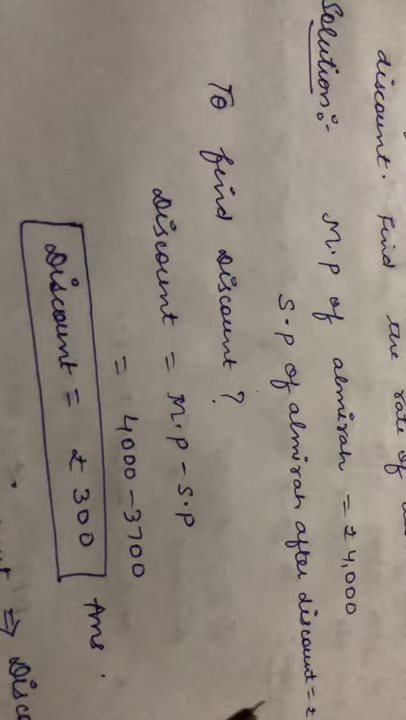 discount. Find the rate of
Solution:-
M.P of almirah = ₹ 4,000
S.P of almirah after discount = ₹
To find Discount ?
Discount = M.P - S.P
= 4000 - 3700
Discount = ₹ 300 Ans.
⇒ Disc